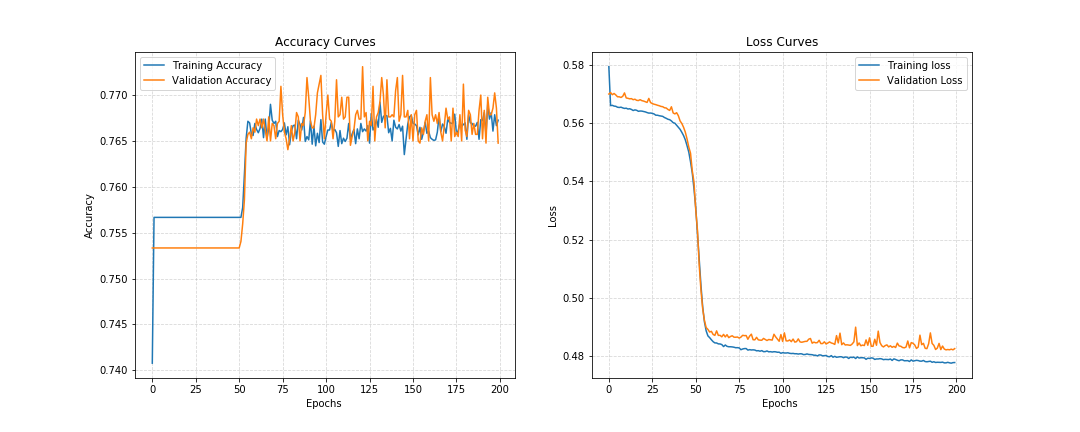 Accuracy Curves
Training Accuracy
Validation Accuracy
0.770
0.765
0.760
0.755
0.750
0.745
0.740
Accuracy
0 25 50 75 100 125 150 175 200
Epochs
Loss Curves
Training loss
Validation Loss
0.58
0.56
0.54
0.52
0.50
0.48
Loss
0 25 50 75 100 125 150 175 200
Epochs